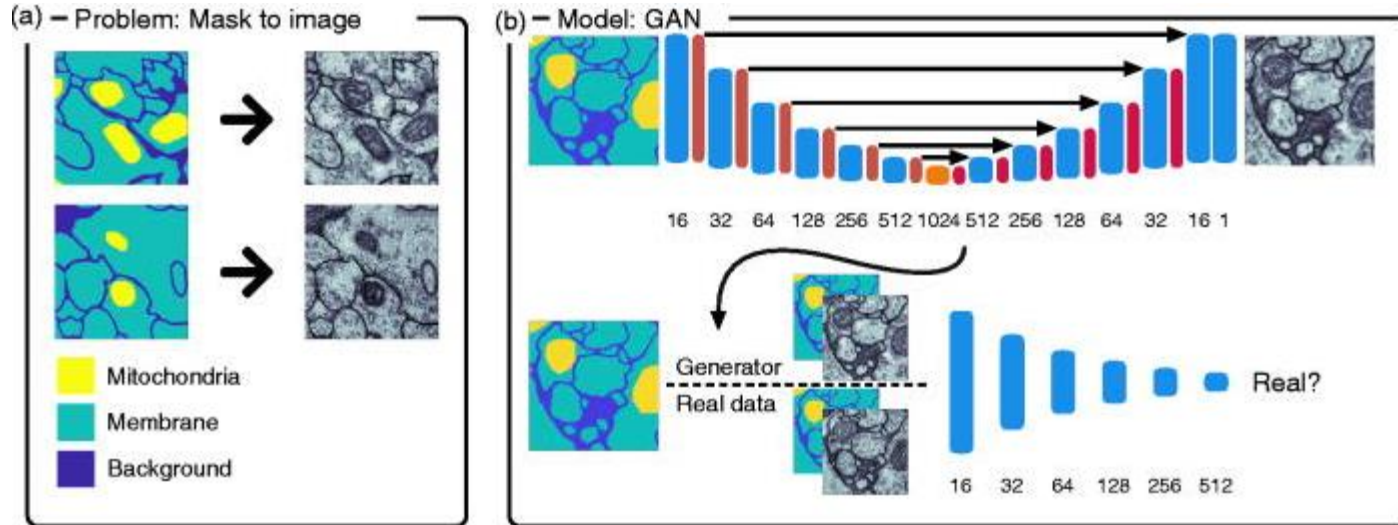 (a) Problem: Mask to image
Mitochondria
Membrane
Background
(b) Model: GAN
16 32 64 128 256 512 1024 512 256 128 64 32 16 1
Generator
Real data
Real?
16 32 64 128 256 512